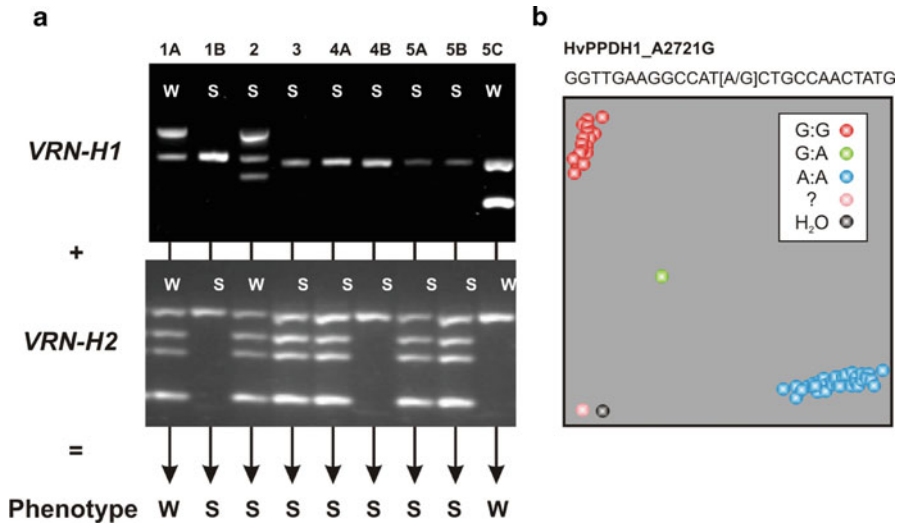 a
1A 1B 2 3 4A 4B 5A 5B 5C
W S S S S S S S W
VRN-H1
+
W S W S S S S W
VRN-H2
=
Phenotype W S S S S S S S W
b
HvPPDH1_A2721G
GGTTGAAGGCCAT[A/G]CTGCCAACTATG
G:G
G:A
A:A
?
H₂O